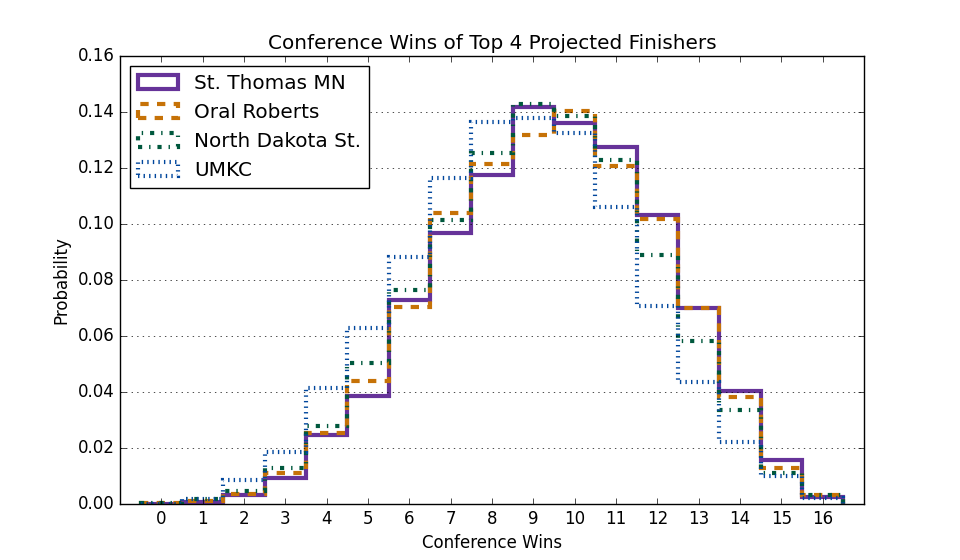 Conference Wins of Top 4 Projected Finishers
0.16
0.14
0.12
0.10
0.08
0.06
0.04
0.02
0.00
Probability
St. Thomas MN
Oral Roberts
North Dakota St.
UMKC
0 1 2 3 4 5 6 7 8 9 10 11 12 13 14 15 16
Conference Wins